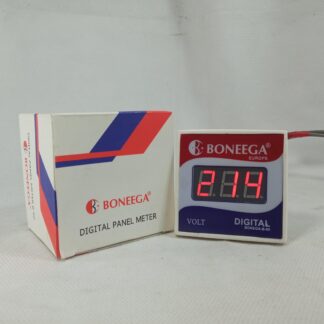 BONEEGA®
DIGITAL PANEL METER
BONEEGA®
EUROPE
214
VOLT
DIGITAL